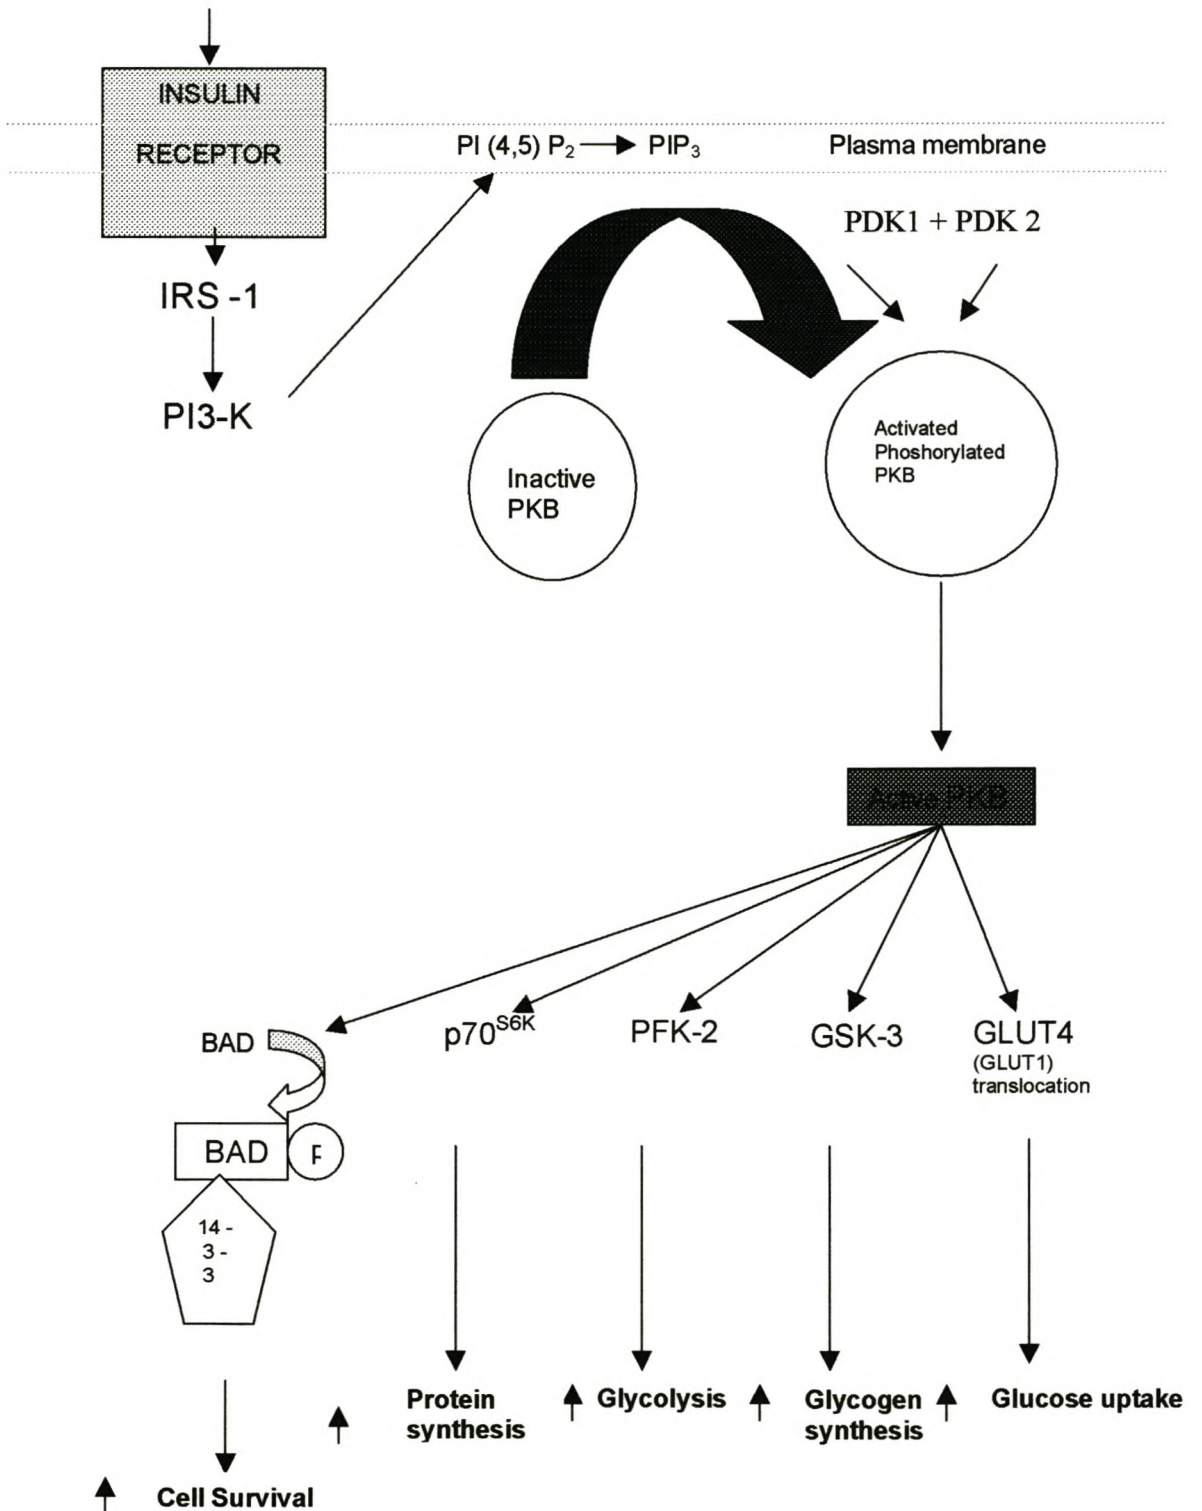 INSULIN
RECEPTOR
PI (4,5) P₂ PIP₃
Plasma membrane
PDK1 + PDK 2
IRS -1
PI3-K
Inactive
PKB
Activated
Phoshorylated
PKB
Active PKB
BAD
p70ˢ⁶ᴷ
PFK-2
GSK-3
GLUT4
(GLUT1)
translocation
BAD
P
14 -
3 -
3
Protein
synthesis
Glycolysis
Glycogen
synthesis
Glucose uptake
Cell Survival